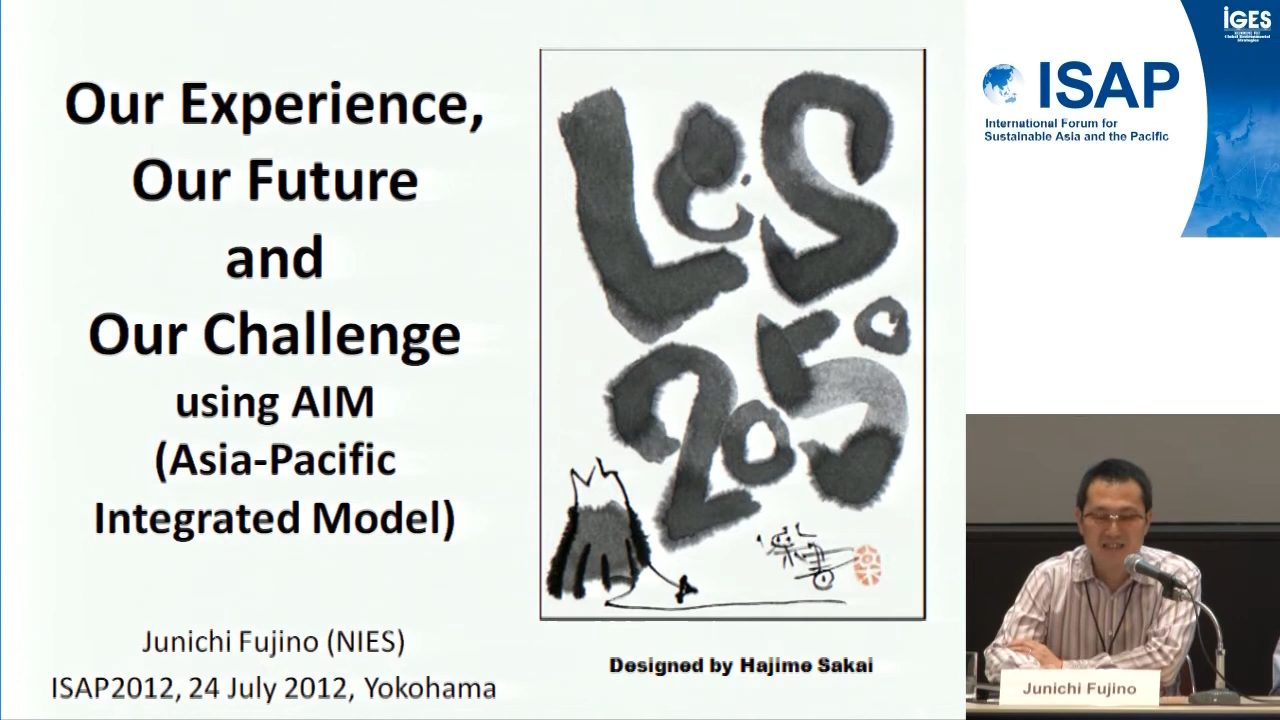 Our Experience,
Our Future
and
Our Challenge
using AIM
(Asia-Pacific
Integrated Model)
Junichi Fujino (NIES)
ISAP2012, 24 July 2012, Yokohama
LeS
2050
Designed by Hajime Sakai
IGES
ISAP
International Forum for
Sustainable Asia and the Pacific
Junichi Fujino